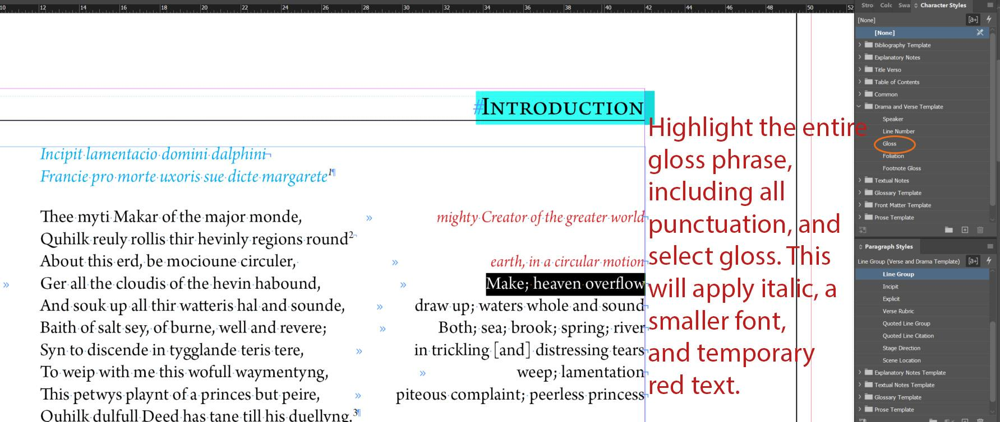 10 12 14 16 18 20 22 24 26 28 30 32 34 36 38 40 42 44 46 48 50 52
#INTRODUCTION
Incipit lamentacio domini dalphini
Francie pro morte uxoris sue dicte margarete1
Thee myti Makar of the major monde, » mighty Creator of the greater world
Quhilk reuly rollis thir hevinly regions round2
About this erd, be mocioune circuler, » earth, in a circular motion
» Ger all the cloudis of the hevin habound, » Make; heaven overflow
And souk up all thir watteris hal and sounde, » draw up; waters whole and sound
Baith of salt sey, of burne, well and revere; » Both; sea; brook; spring; river
Syn to discende in tygglande teris tere, » in trickling [and] distressing tears
To weip with me this wofull waymentyng, » weep; lamentation
This petwys playnt of a princes but peire, » piteous complaint; peerless princess
Quhilk dulfull Deed has tane till his duellyng.3
Highlight the entire
gloss phrase,
including all
punctuation, and
select gloss. This
will apply italic, a
smaller font,
and temporary
red text.
Stro Colc Swa Character Styles
[None] [a+]
[None]
Bibliography Template
Explanatory Notes
Title Verso
Table of Contents
Common
Drama and Verse Template
Speaker
Line Number
Gloss
Foliation
Footnote Gloss
Textual Notes
Glossary Template
Front Matter Template
Prose Template
Paragraph Styles
Line Group (Verse and Drama Template) [a+]
Line Group
Incipit
Explicit
Verse Rubric
Quoted Line Group
Quoted Line Citation
Stage Direction
Scene Location
Explanatory Notes Template
Textual Notes Template
Glossary Template
Prose Template